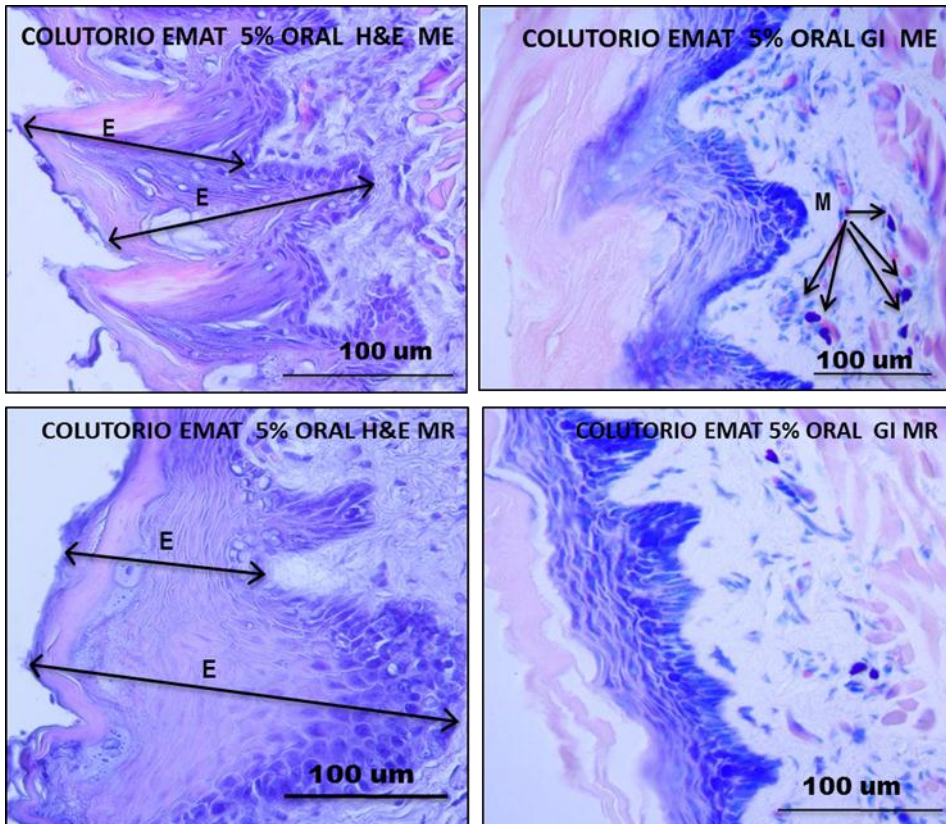 COLUTORIO EMAT 5% ORAL H&E ME
E
E
100 um
COLUTORIO EMAT 5% ORAL GI ME
M
100 um
COLUTORIO EMAT 5% ORAL H&E MR
E
E
100 um
COLUTORIO EMAT 5% ORAL GI MR
100 um